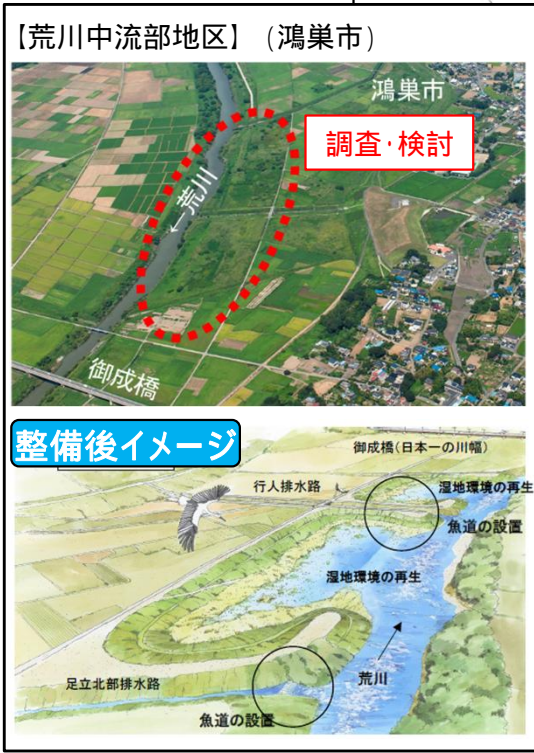 【荒川中流部地区】（鴻巣市）
鴻巣市
調査・検討
←荒川
御成橋
整備後イメージ
御成橋(日本一の川幅)
行人排水路
湿地環境の再生
魚道の設置
湿地環境の再生
足立北部排水路
荒川
魚道の設置